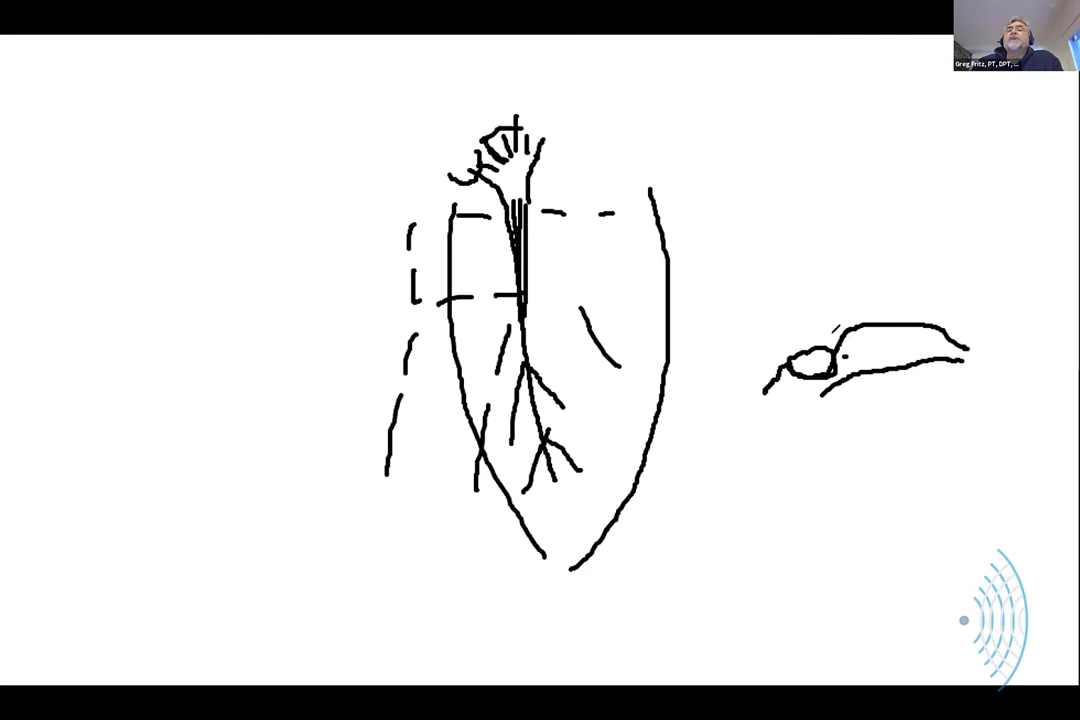 Greg Fritz, PT, DPT, ...